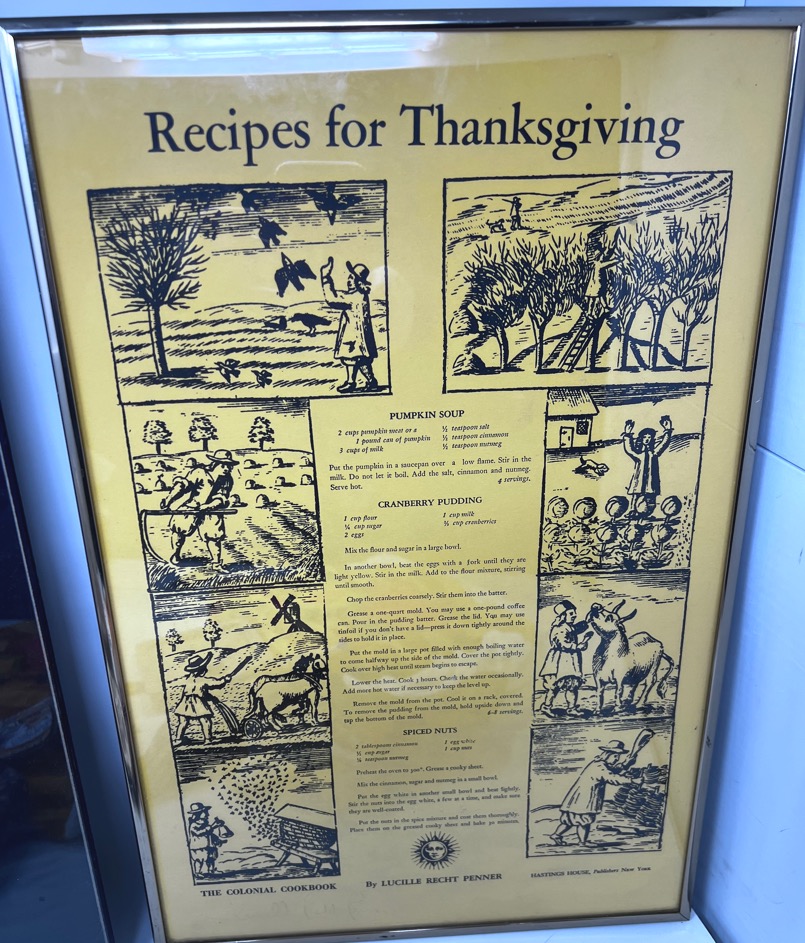 Recipes for Thanksgiving
PUMPKIN SOUP
2 cups pumpkin meat or a
1 pound can of pumpkin
3 cups of milk
½ teaspoon salt
½ teaspoon cinnamon
½ teaspoon nutmeg
Put the pumpkin in a saucepan over a low flame. Stir in the
milk. Do not let it boil. Add the salt, cinnamon and nutmeg.
Serve hot.
4 servings.
CRANBERRY PUDDING
1 cup flour
cup sugar
2 eggs
1 cup milk
cup cranberries
Mix the flour and sugar in a large bowl.
In another bowl, beat the eggs with a fork until they are
light yellow. Stir in the milk. Add to the flour mixture, stirring
until smooth.
Chop the cranberries coarsely. Stir them into the batter.
Grease a one-quart mold. You may use a one-pound coffee
can. Pour in the pudding batter. Grease the lid. You may use
tinfoil if you don't have a lid—press it down tightly around the
sides to hold it in place.
Put the mold in a large pot filled with enough boiling water
to come halfway up the side of the mold. Cover the pot tightly.
Cook over high heat until steam begins to escape.
Lower the heat. Cook 3 hours. Check the water occasionally.
Add more hot water if necessary to keep the level up.
Remove the mold from the pot. Cool it on a rack, covered.
To remove the pudding from the mold, hold upside down and
tap the bottom of the mold.
6-8 servings.
SPICED NUTS
2 tablespoons cinnamon
cup sugar
teaspoon nutmeg
1 egg white
1 cup nuts
Preheat the oven to Grease a cooky sheet.
Mix the cinnamon, sugar and nutmeg in a small bowl.
Put the egg white in another small bowl and beat lightly.
Stir the nuts into the egg white, a few at a time, and make sure
they are well-coated.
Put the nuts in the spice mixture and coat them thoroughly.
Place them on the greased cooky sheet and bake 30 minutes.
THE COLONIAL COOKBOOK
By LUCILLE RECHT PENNER
HASTINGS HOUSE, Publishers New York